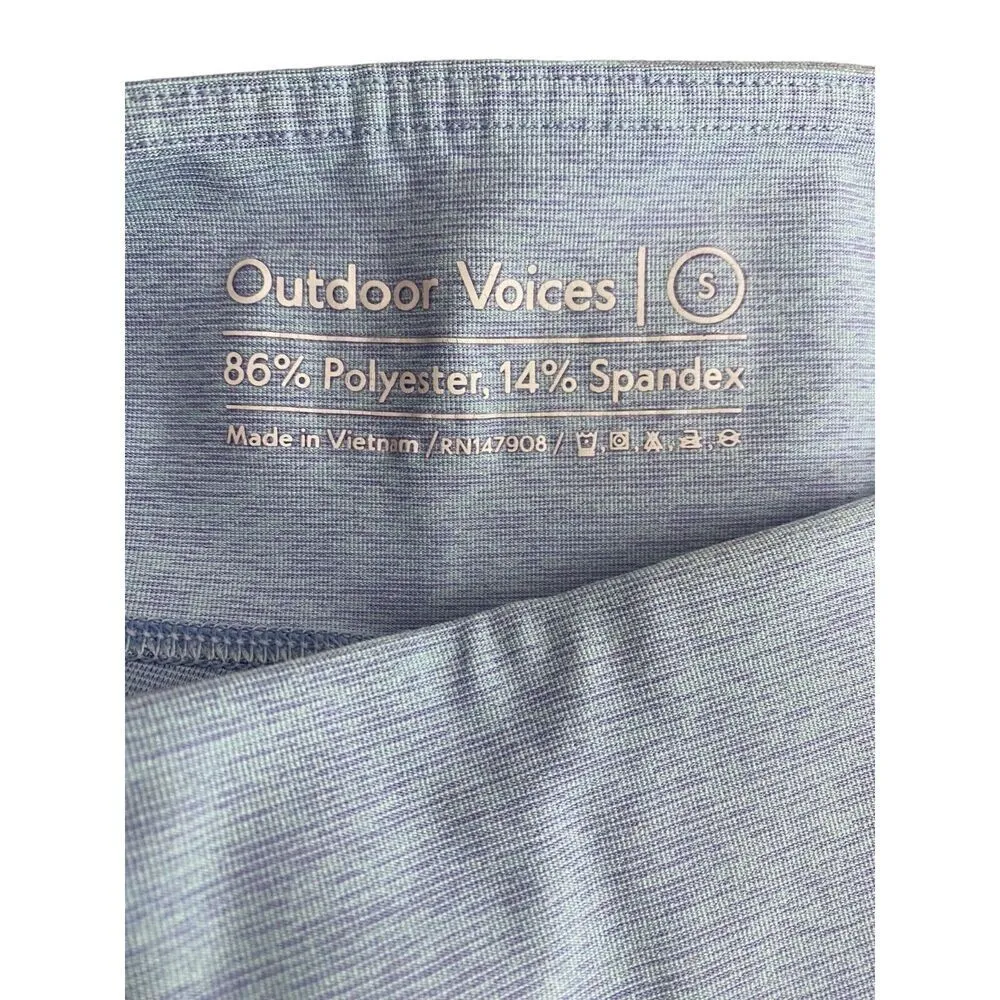 Outdoor Voices | S
86% Polyester, 14% Spandex
Made in Vietnam / RN147908 /